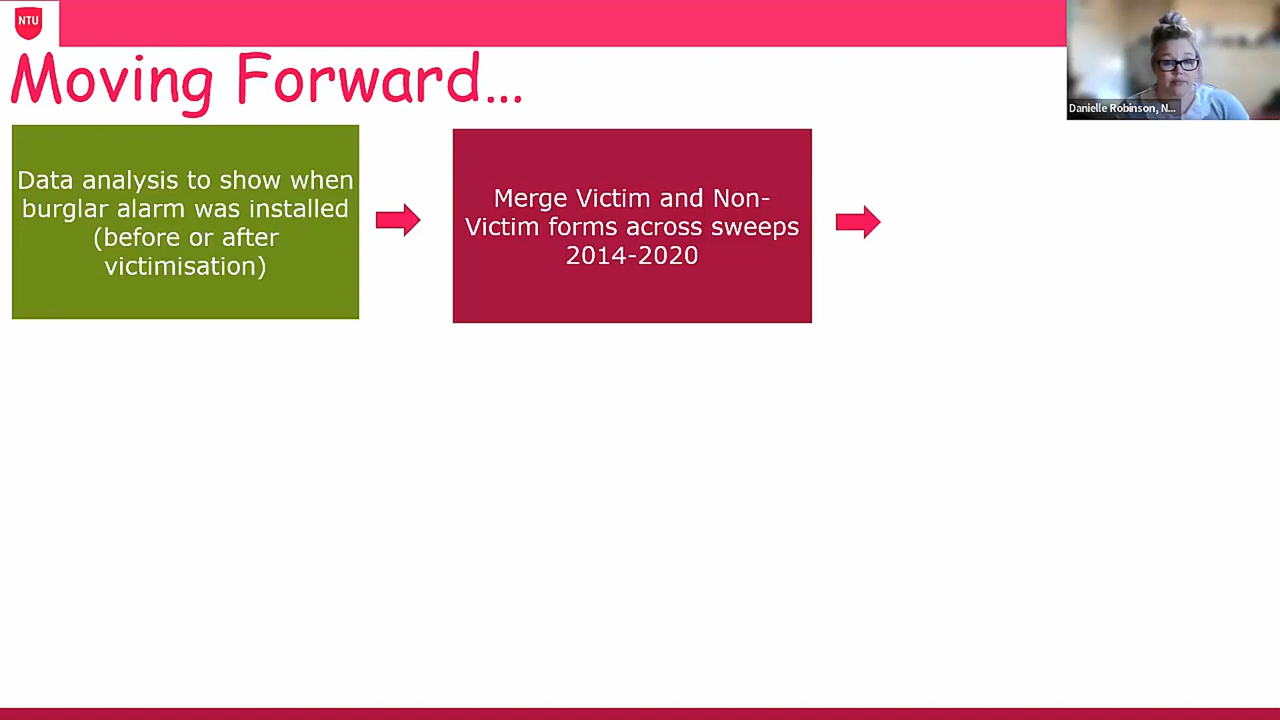 NTU
Moving Forward...
Danielle Robinson, N...
Data analysis to show when
burglar alarm was installed
(before or after
victimisation)
Merge Victim and Non-
Victim forms across sweeps
2014-2020